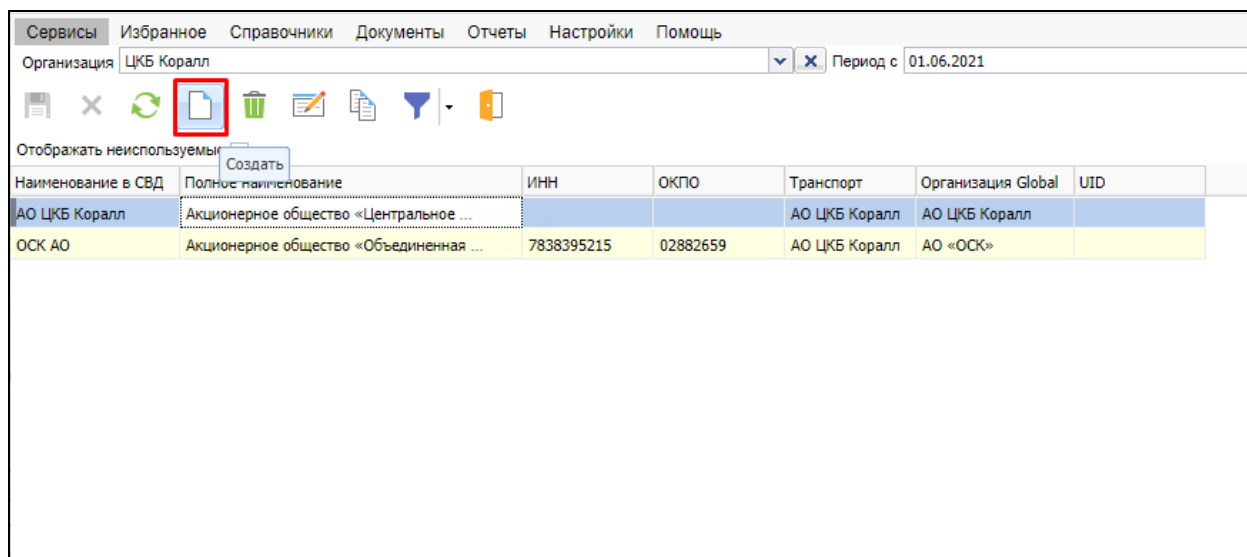 Сервисы Избранное Справочники Документы Отчеты Настройки Помощь
Организация ЦКБ Коралл Период с 01.06.2021
Отображать неиспользуемые
Создать
Наименование в СВД Полное наименование ИНН ОКПО Транспорт Организация Global UID
АО ЦКБ Коралл Акционерное общество «Центральное ... АО ЦКБ Коралл АО ЦКБ Коралл
ОСК АО Акционерное общество «Объединенная ... 7838395215 02882659 АО ЦКБ Коралл АО «ОСК»